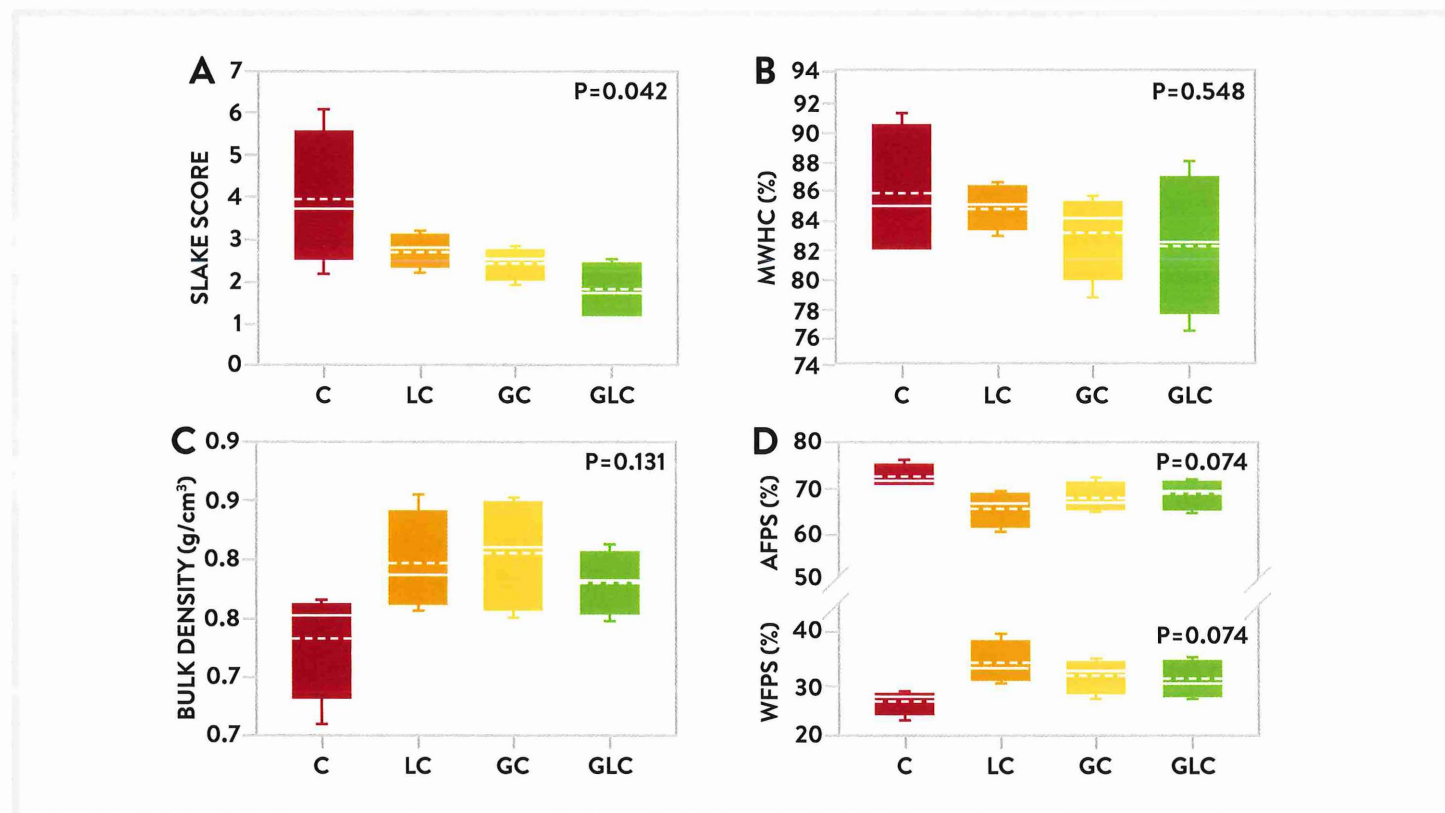 A
7
6
5
4
3
2
1
0
SLAKE SCORE
P=0.042
C LC GC GLC
B
94
92
90
88
86
84
82
80
78
76
74
MWHC (%)
P=0.548
C LC GC GLC
C
0.9
0.9
0.8
0.8
0.7
0.7
BULK DENSITY (g/cm³)
P=0.131
C LC GC GLC
D
80
70
60
50
AFPS (%)
P=0.074
40
30
20
WFPS (%)
P=0.074
C LC GC GLC